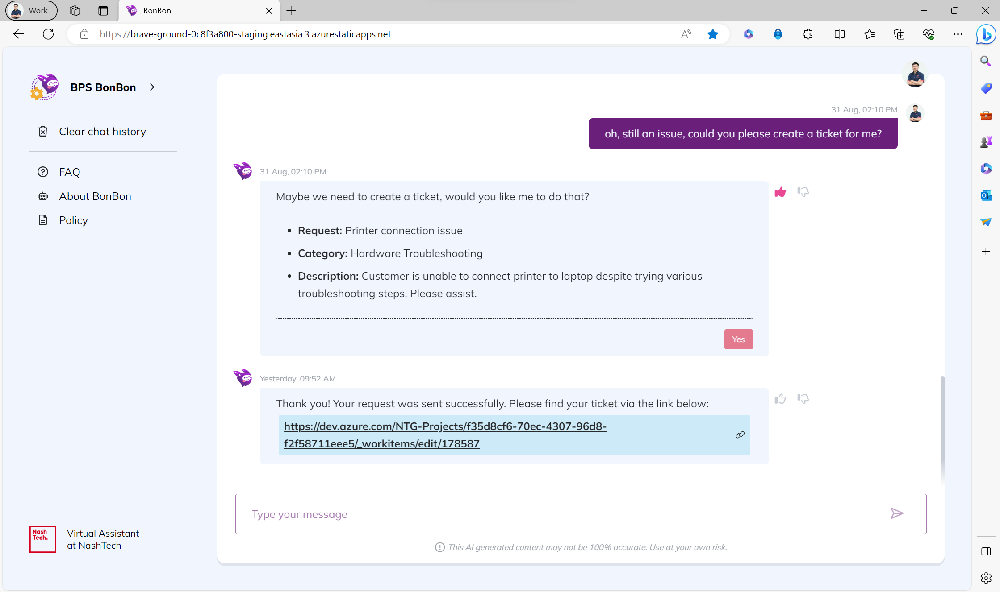 Work
BonBon
https://brave-ground-0c8f3a800-staging.eastasia.3.azurestaticapps.net
BPS BonBon
Clear chat history
FAQ
About BonBon
Policy
31 Aug, 02:10 PM
oh, still an issue, could you please create a ticket for me?
31 Aug, 02:10 PM
Maybe we need to create a ticket, would you like me to do that?
• Request: Printer connection issue
• Category: Hardware Troubleshooting
• Description: Customer is unable to connect printer to laptop despite trying various
troubleshooting steps. Please assist.
Yes
Yesterday, 09:52 AM
Thank you! Your request was sent successfully. Please find your ticket via the link below:
https://dev.azure.com/NTG-Projects/f35d8cf6-70ec-4307-96d8-
f2f58711eee5/_workitems/edit/178587
Type your message
This AI generated content may not be 100% accurate. Use at your own risk.
Nash
Tech.
Virtual Assistant
at NashTech